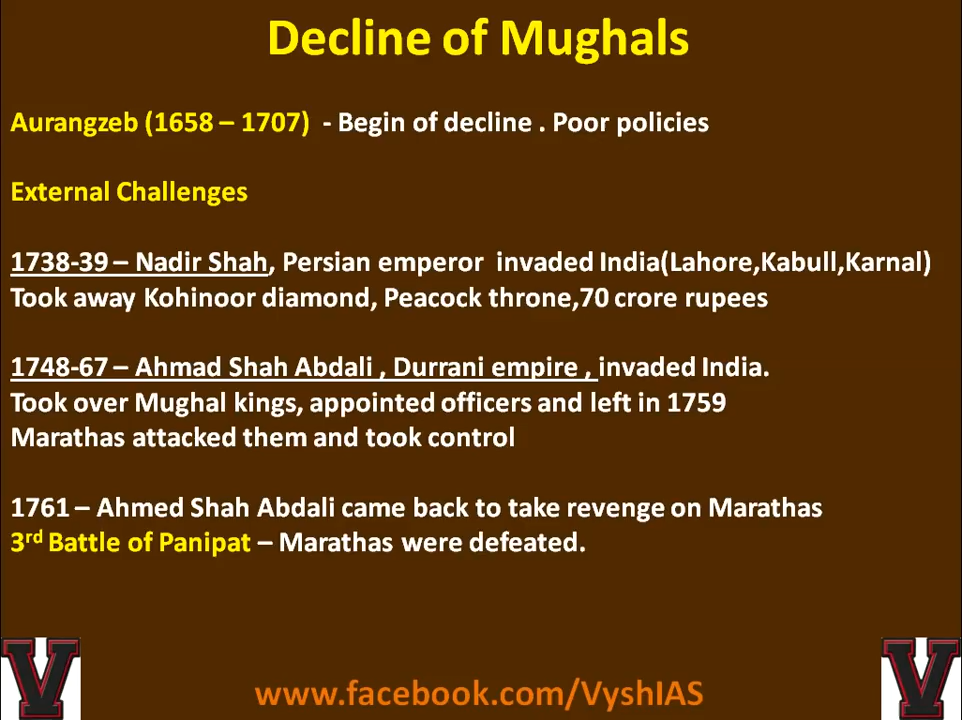 Decline of Mughals
Aurangzeb (1658 – 1707)  - Begin of decline . Poor policies
External Challenges
1738-39 – Nadir Shah, Persian emperor  invaded India(Lahore,Kabull,Karnal)
Took away Kohinoor diamond, Peacock throne,70 crore rupees
1748-67 – Ahmad Shah Abdali , Durrani empire , invaded India.
Took over Mughal kings, appointed officers and left in 1759
Marathas attacked them and took control
1761 – Ahmed Shah Abdali came back to take revenge on Marathas
3rd Battle of Panipat – Marathas were defeated.
V
V
www.facebook.com/VyshIAS